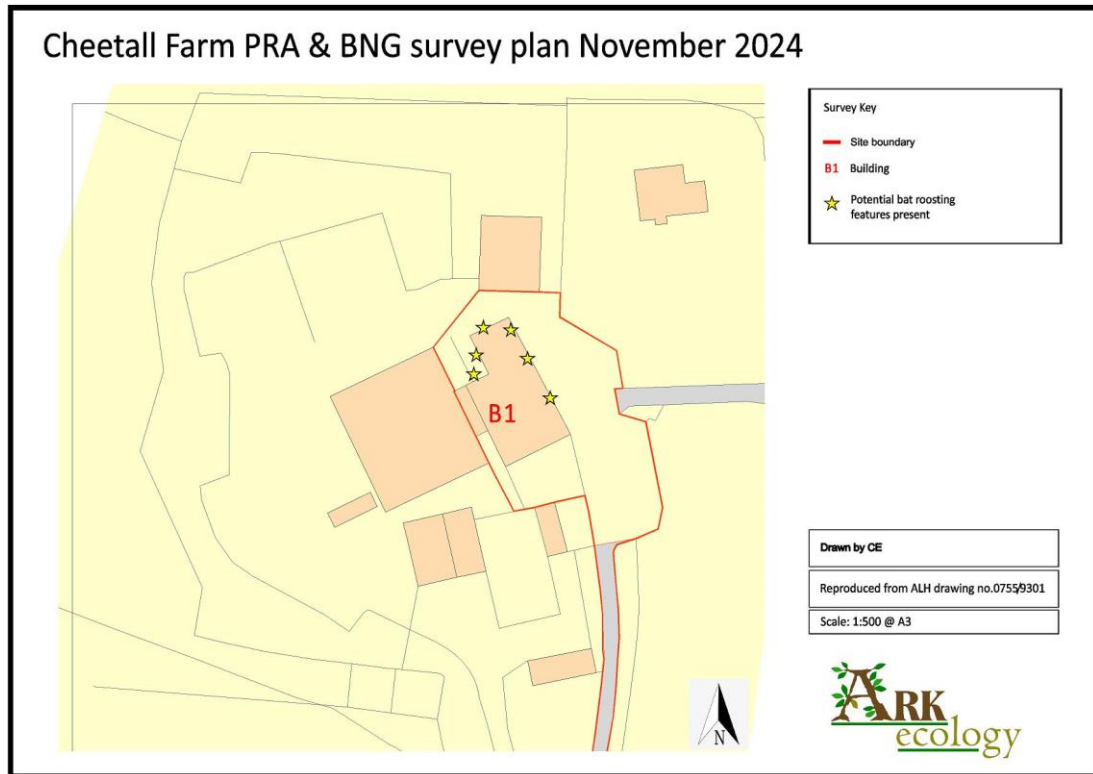 Cheetall Farm PRA & BNG survey plan November 2024
Survey Key
Site boundary
B1 Building
Potential bat roosting
features present
B1
Drawn by CE
Reproduced from ALH drawing no.0755/9301
Scale: 1:500 @ A3
N
ARK
ecology